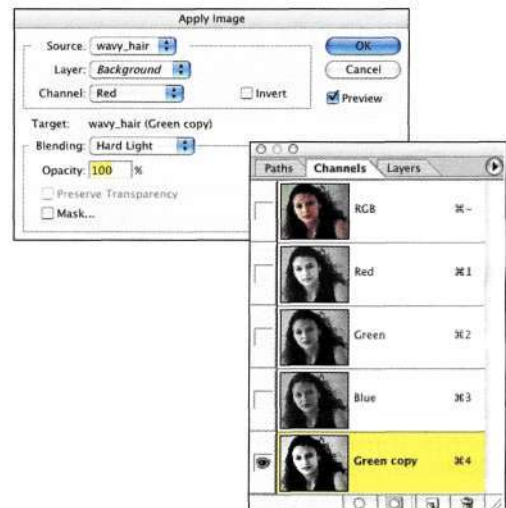 Apply Image
Source: wavy_hair
OK
Layer: Background
Cancel
Channel: Red
Invert
Preview
Target: wavy_hair (Green copy)
Blending: Hard Light
Opacity: 100 %
Preserve Transparency
Mask...
Paths Channels Layers
RGB ⌘~
Red ⌘1
Green ⌘2
Blue ⌘3
Green copy ⌘4